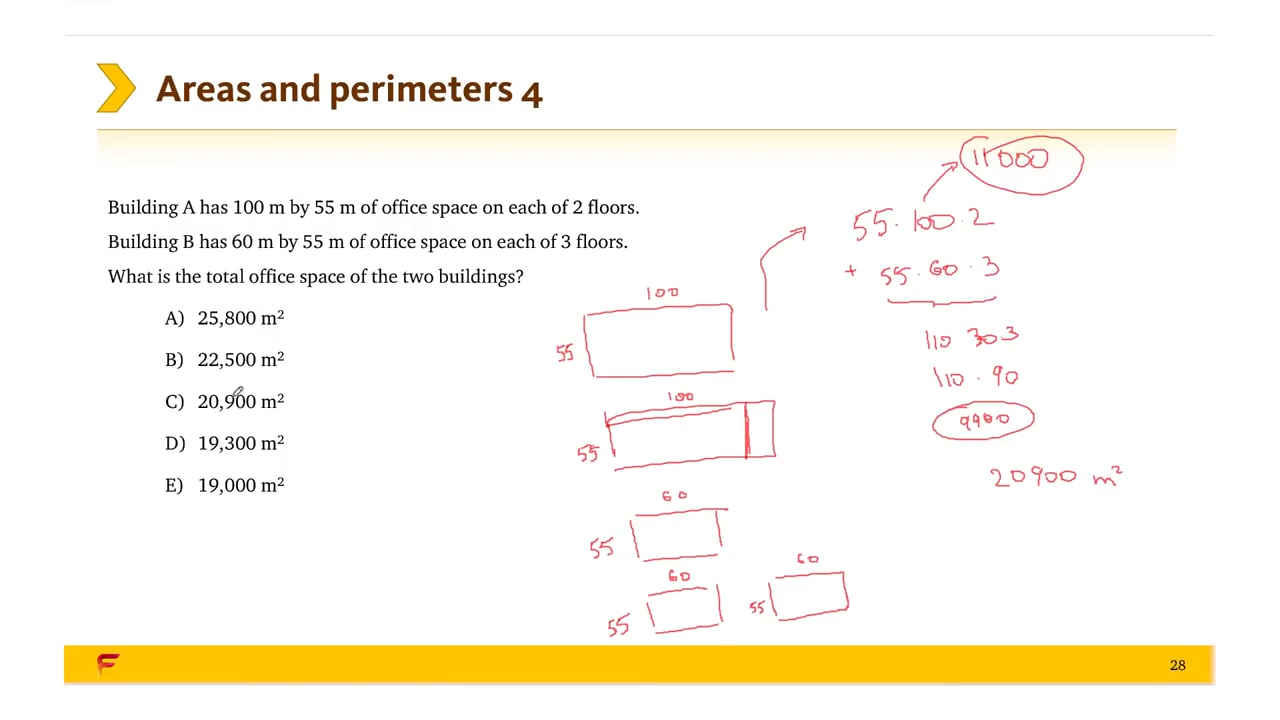 Areas and perimeters 4
Building A has 100 m by 55 m of office space on each of 2 floors.
Building B has 60 m by 55 m of office space on each of 3 floors.
What is the total office space of the two buildings?
A) 25,800 m²
B) 22,500 m²
C) 20,900 m²
D) 19,300 m²
E) 19,000 m²
11000
55 · 100 · 2
+ 55 · 60 · 3
110 30 3
110 · 90
9900
20900 m²
100
55
100
55
60
55
60
55
60
55
F
28